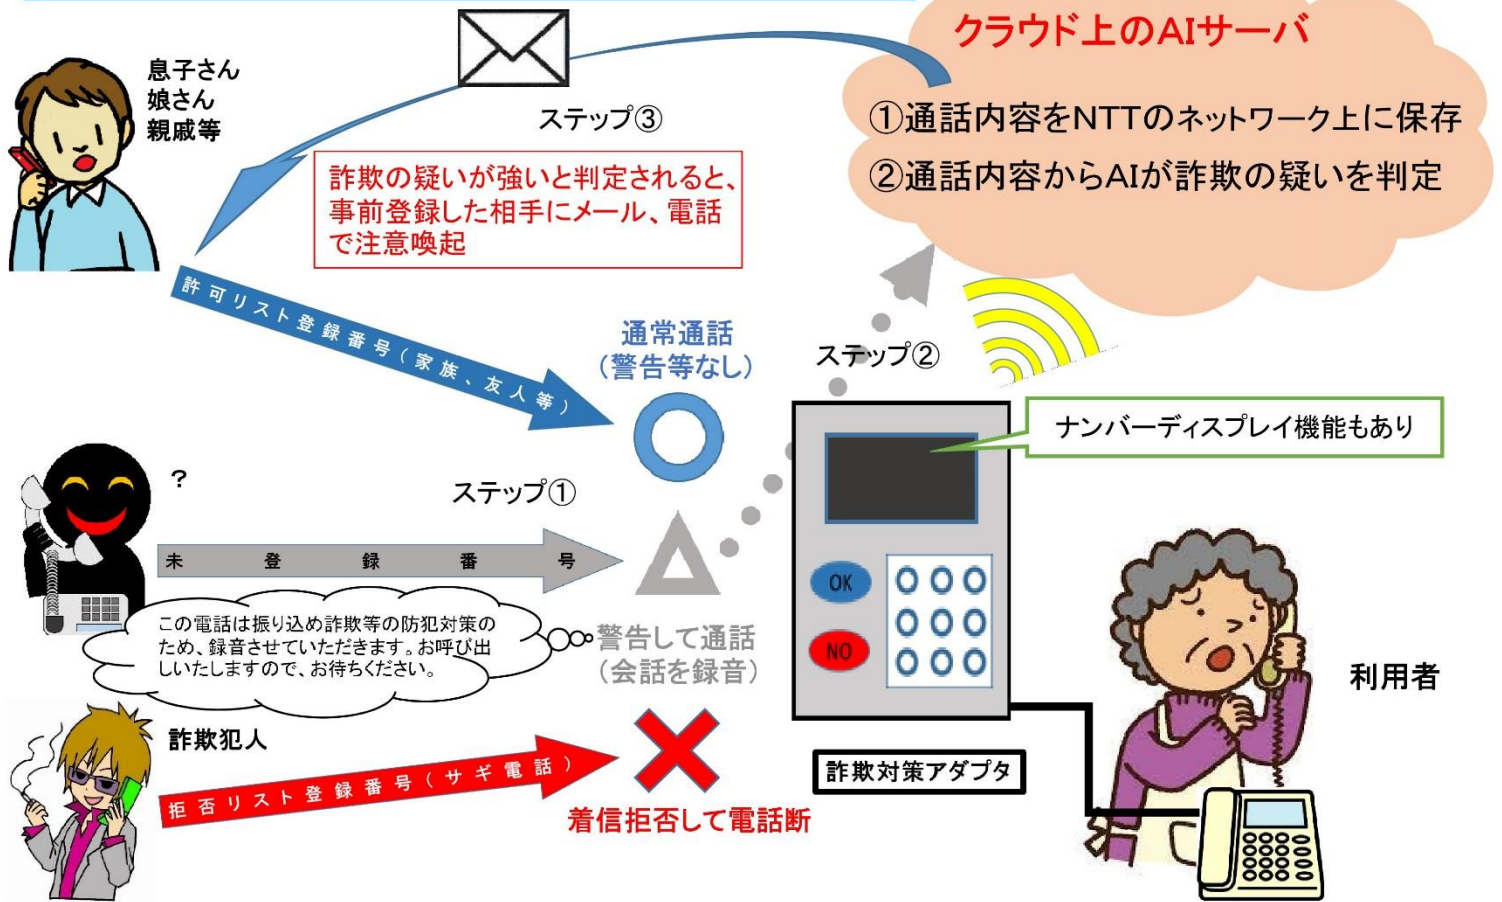 クラウド上のAIサーバ
①通話内容をNTTのネットワーク上に保存
②通話内容からAIが詐欺の疑いを判定
息子さん
娘さん
親戚等
ステップ③
詐欺の疑いが強いと判定されると、
事前登録した相手にメール、電話
で注意喚起
許可リスト登録番号(家族、友人等)
通常通話
(警告等なし)
ステップ②
ナンバーディスプレイ機能もあり
?
ステップ①
未登録番号
この電話は振り込め詐欺等の防犯対策の
ため、録音させていただきます。お呼び出
しいたしますので、お待ちください。
警告して通話
(会話を録音)
OK
NO
利用者
詐欺犯人
拒否リスト登録番号(サギ電話)
着信拒否して電話断
詐欺対策アダプタ